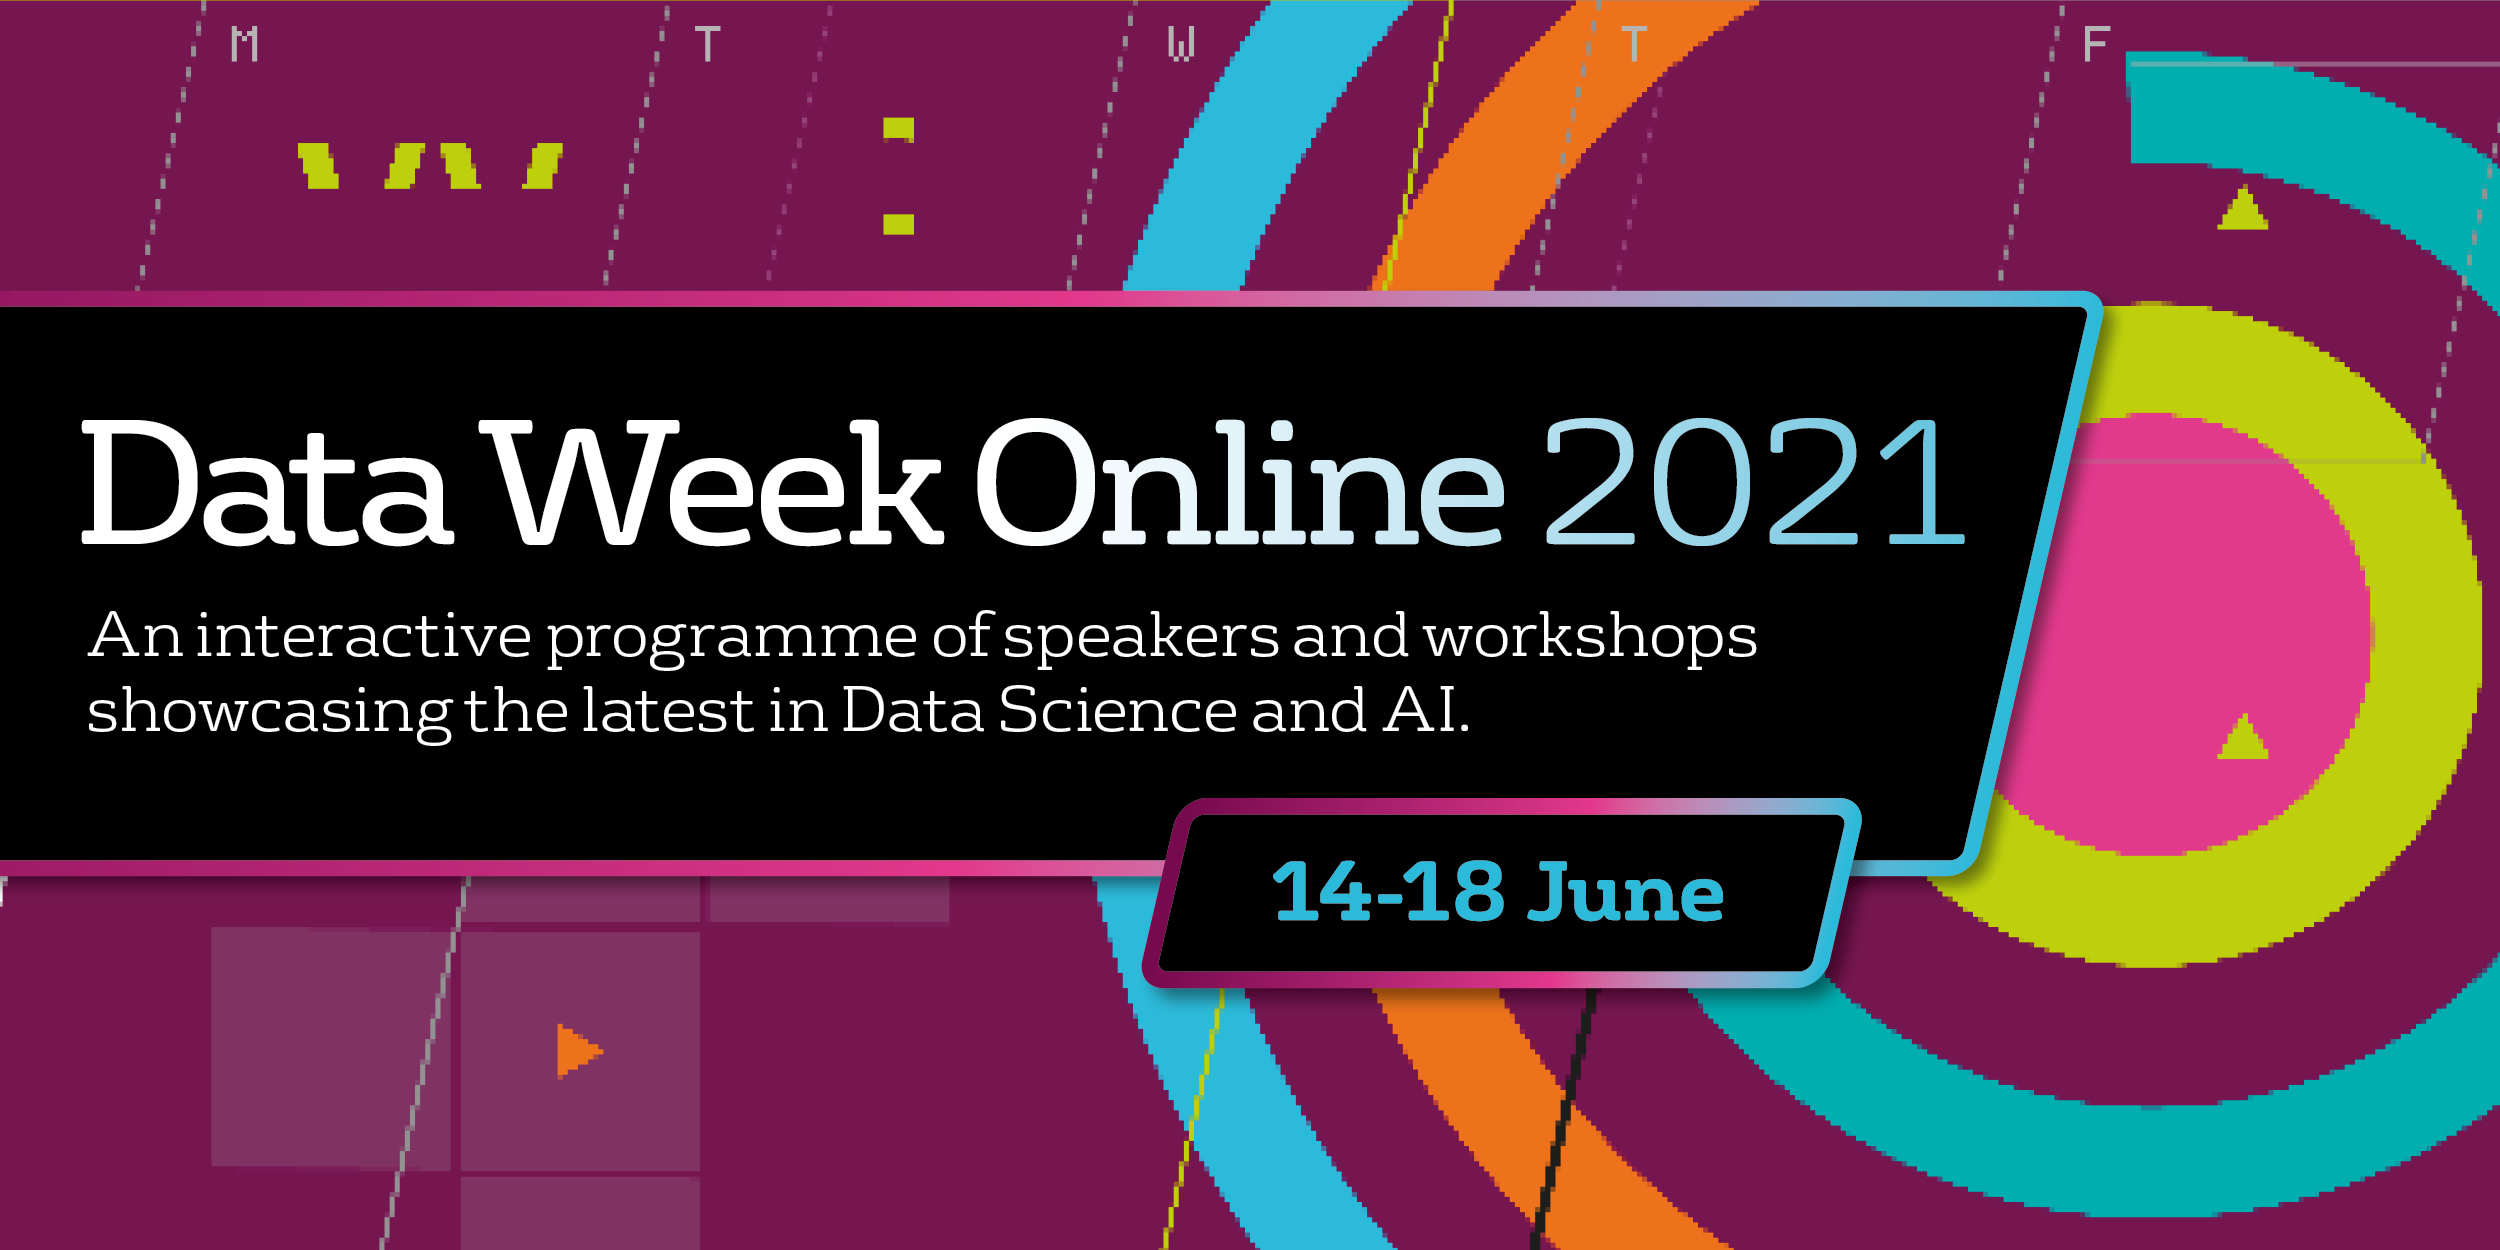 M T W T F
Data Week Online 2021
An interactive programme of speakers and workshops
showcasing the latest in Data Science and AI.
14-18 June